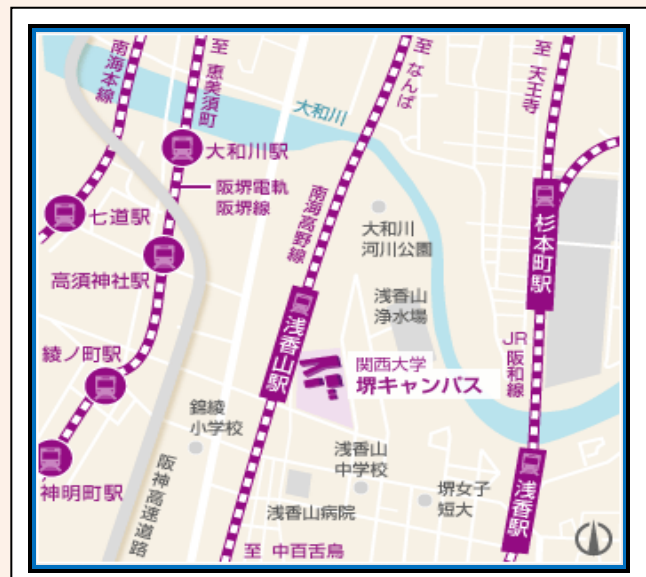 南海本線
至 恵美須町
至 なんば
至 天王寺
大和川
大和川駅
阪堺電軌
阪堺線
南海高野線
七道駅
大和川
河川公園
杉本町駅
高須神社駅
浅香山
浄水場
浅香山駅
JR
阪和線
綾ノ町駅
関西大学
堺キャンパス
錦綾
小学校
浅香山
中学校
神明町駅
阪神高速道路
浅香山病院
堺女子
短大
浅香駅
至 中百舌鳥